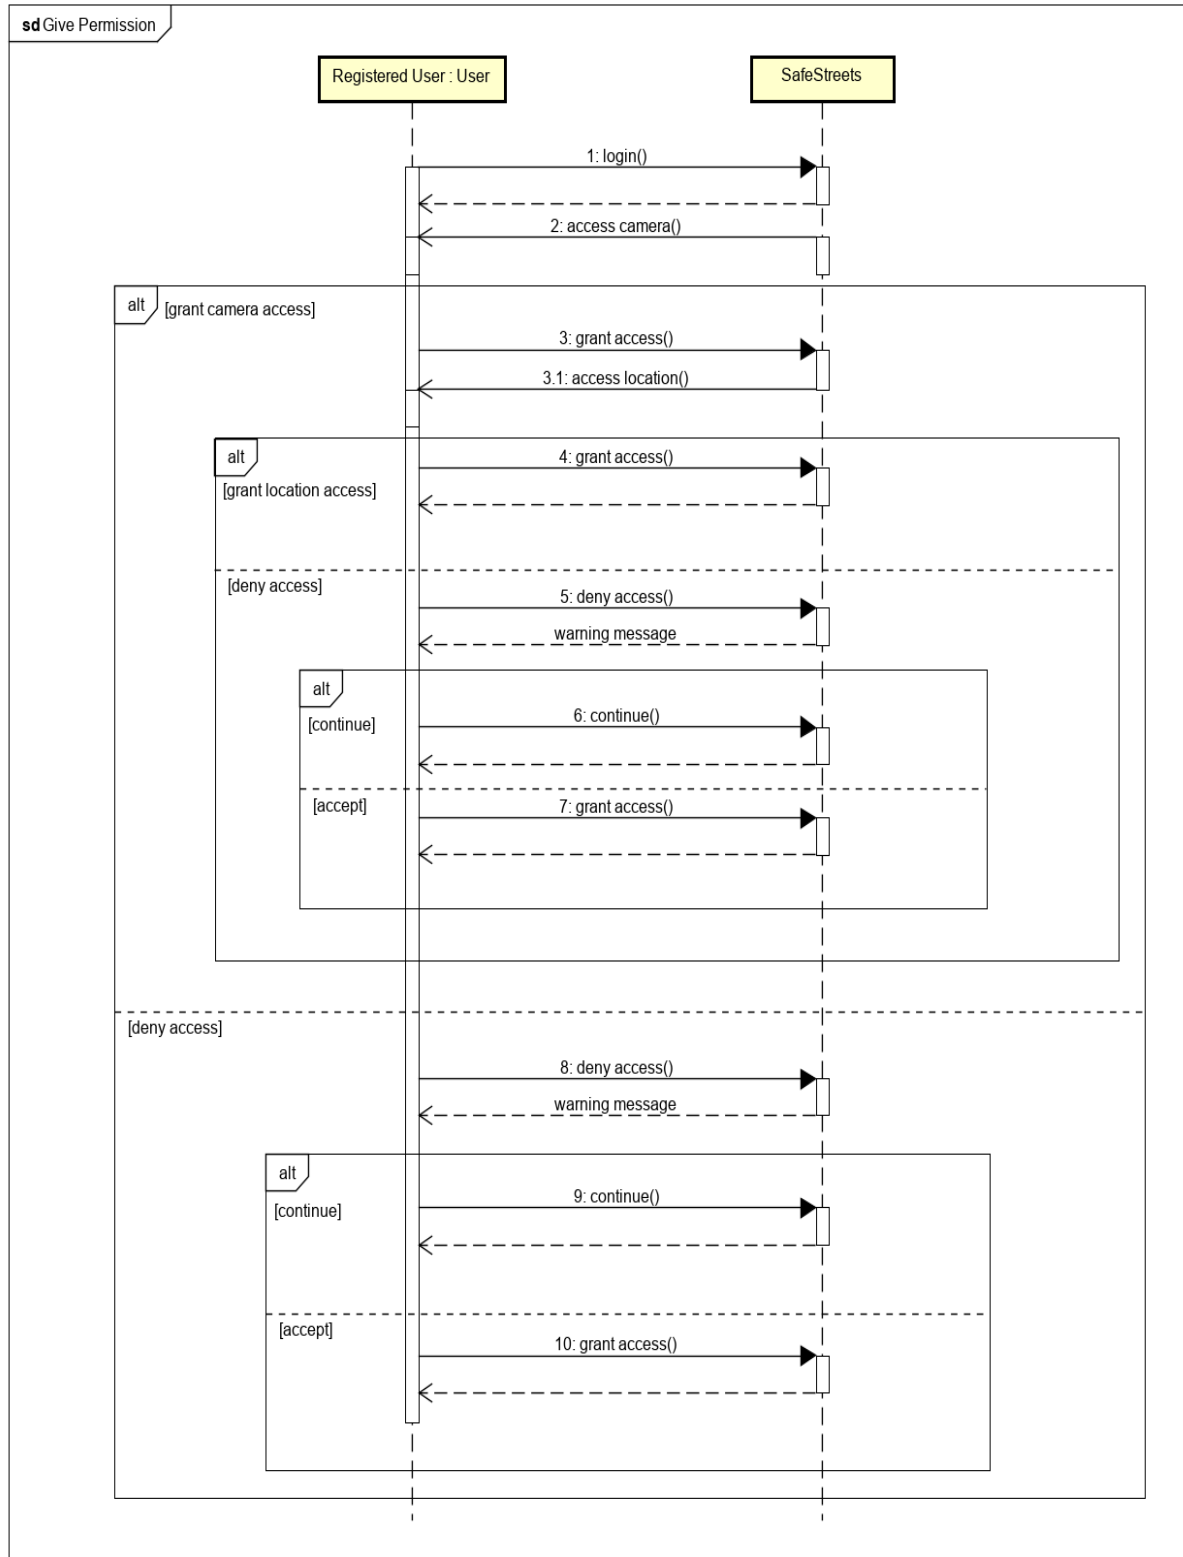 sd Give Permission
Registered User : User
SafeStreets
1: login()
2: access camera()
alt
[grant camera access]
3: grant access()
3.1: access location()
alt
4: grant access()
[grant location access]
[deny access]
5: deny access()
warning message
alt
6: continue()
[continue]
[accept]
7: grant access()
[deny access]
8: deny access()
warning message
alt
9: continue()
[continue]
[accept]
10: grant access()